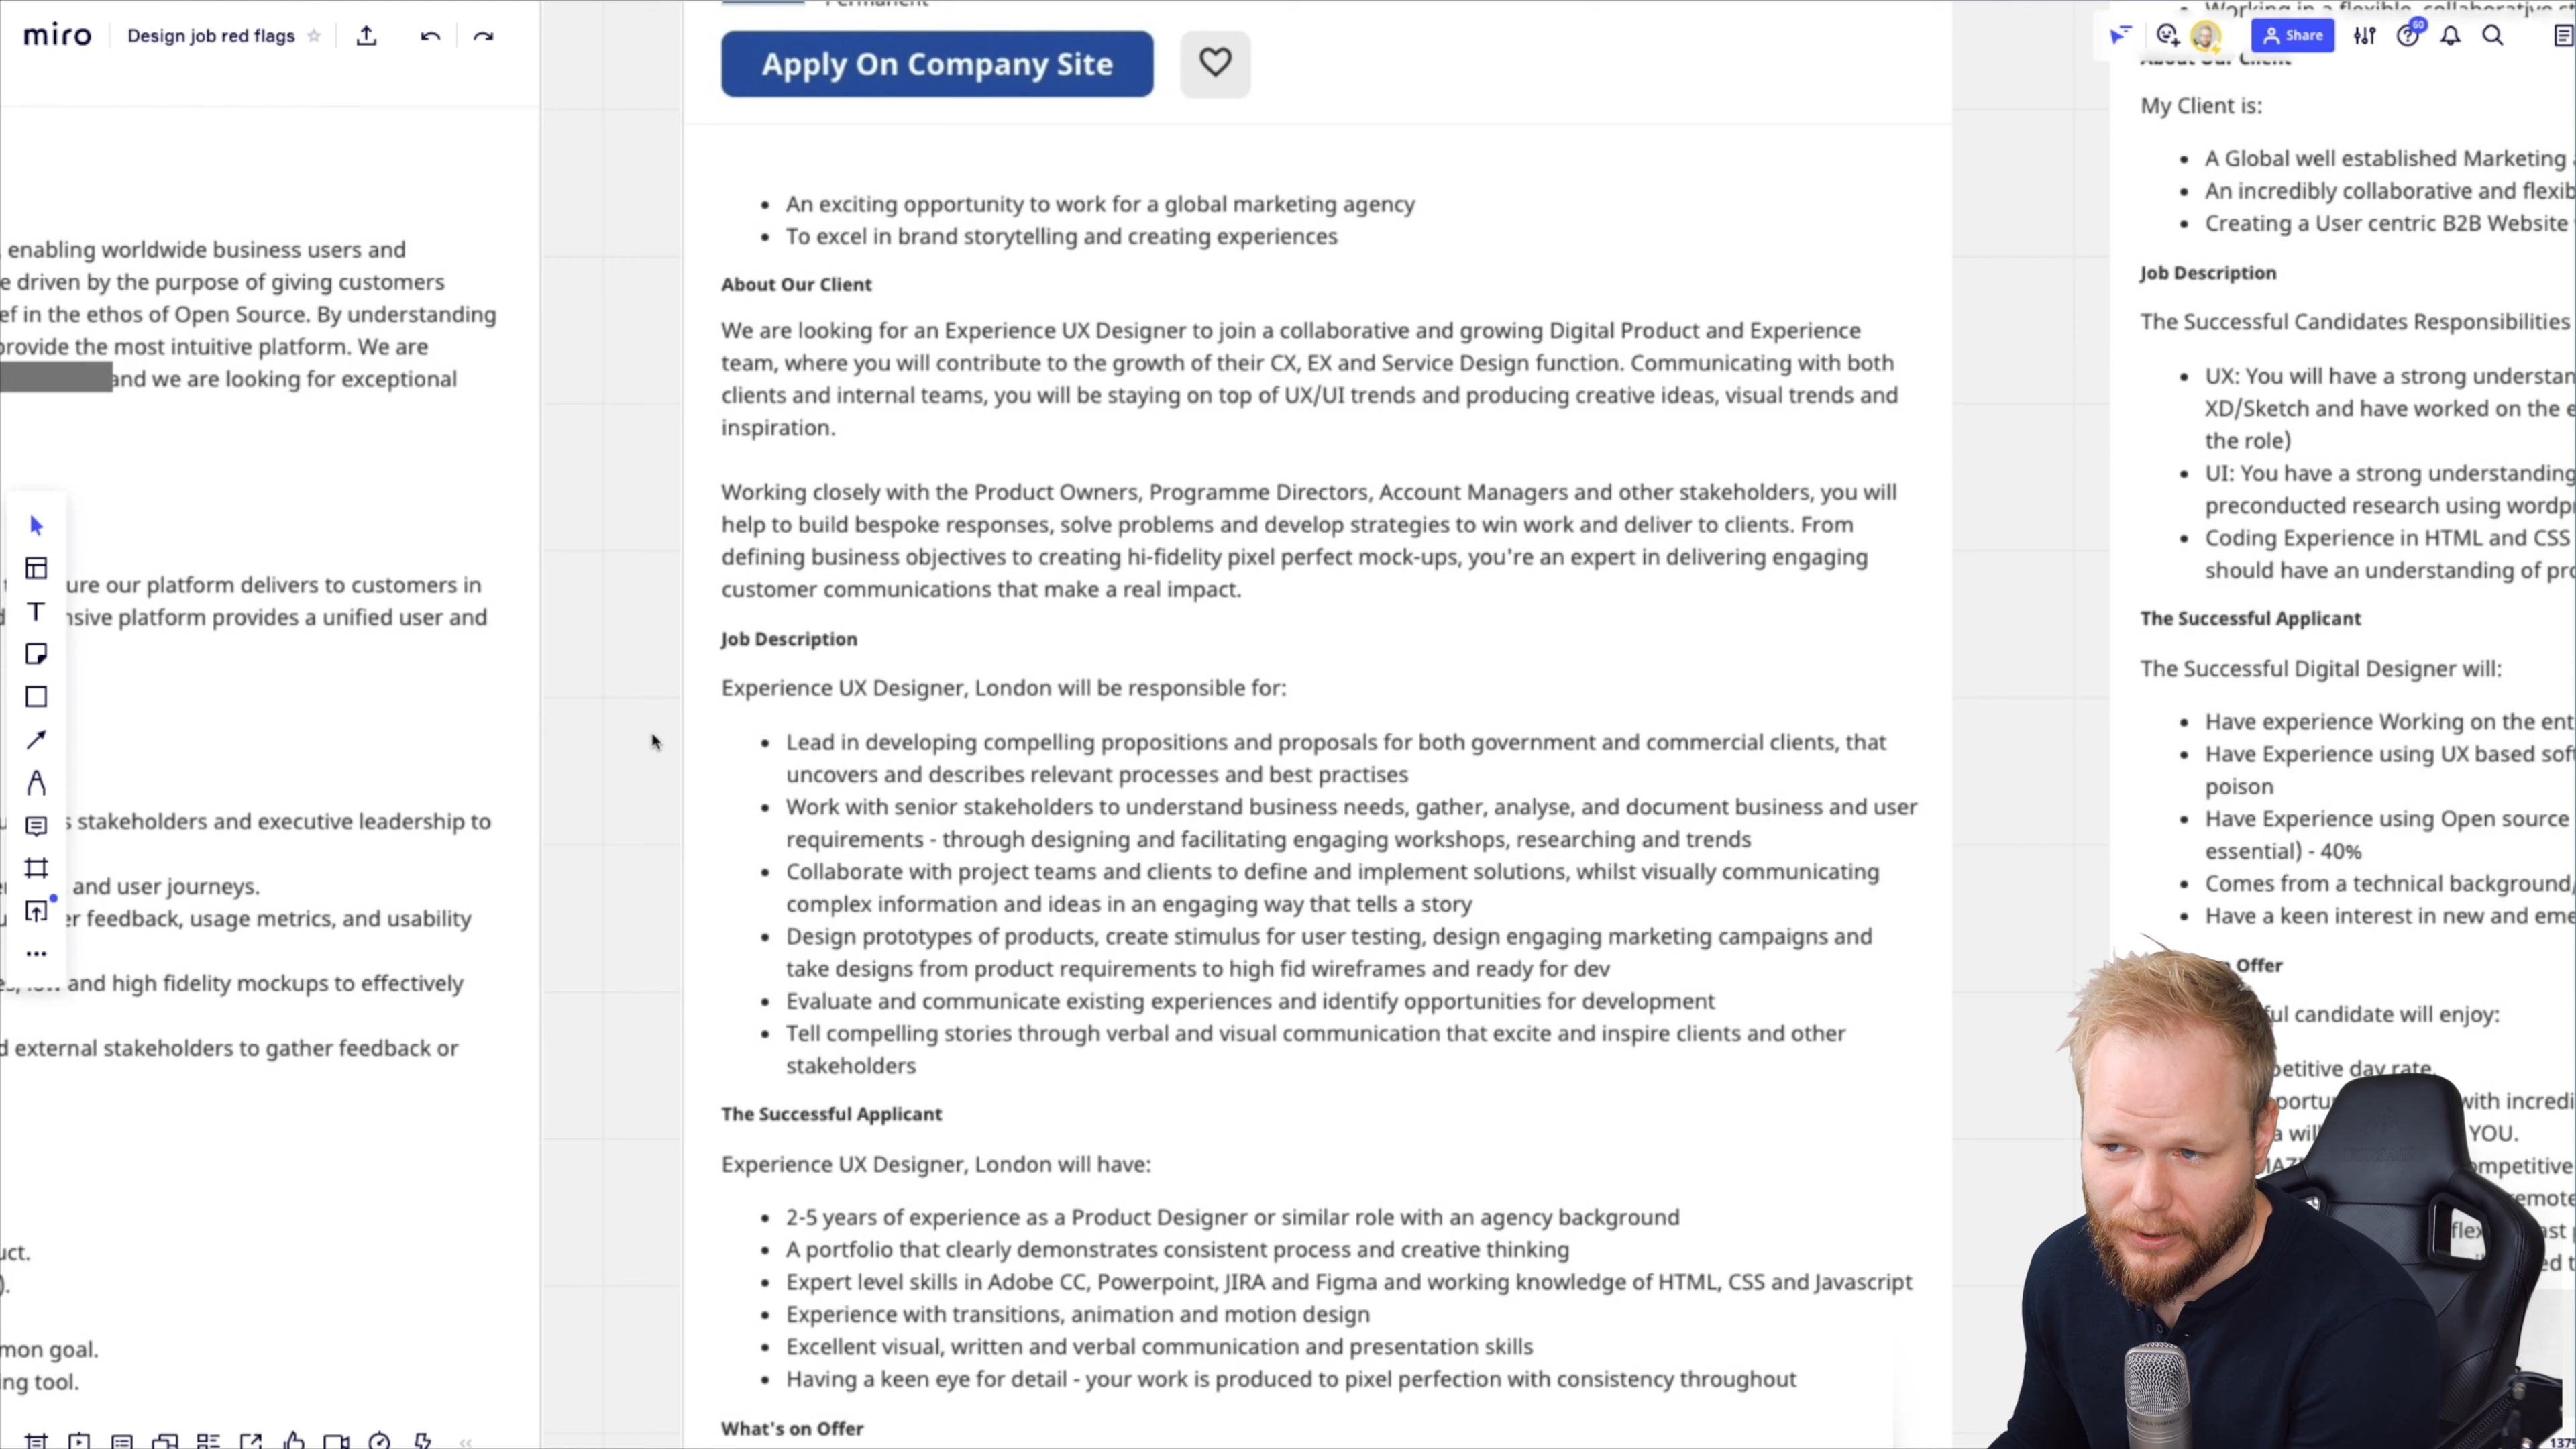 Permanent
miro
Design job red flags
Apply On Company Site
60
Share
An exciting opportunity to work for a global marketing agency
To excel in brand storytelling and creating experiences
About Our Client
We are looking for an Experience UX Designer to join a collaborative and growing Digital Product and Experience
team, where you will contribute to the growth of their CX, EX and Service Design function. Communicating with both
clients and internal teams, you will be staying on top of UX/UI trends and producing creative ideas, visual trends and
inspiration.
Working closely with the Product Owners, Programme Directors, Account Managers and other stakeholders, you will
help to build bespoke responses, solve problems and develop strategies to win work and deliver to clients. From
defining business objectives to creating hi-fidelity pixel perfect mock-ups, you're an expert in delivering engaging
customer communications that make a real impact.
Job Description
Experience UX Designer, London will be responsible for:
Lead in developing compelling propositions and proposals for both government and commercial clients, that
uncovers and describes relevant processes and best practises
Work with senior stakeholders to understand business needs, gather, analyse, and document business and user
requirements - through designing and facilitating engaging workshops, researching and trends
Collaborate with project teams and clients to define and implement solutions, whilst visually communicating
complex information and ideas in an engaging way that tells a story
Design prototypes of products, create stimulus for user testing, design engaging marketing campaigns and
take designs from product requirements to high fid wireframes and ready for dev
Evaluate and communicate existing experiences and identify opportunities for development
Tell compelling stories through verbal and visual communication that excite and inspire clients and other
stakeholders
The Successful Applicant
Experience UX Designer, London will have:
2-5 years of experience as a Product Designer or similar role with an agency background
A portfolio that clearly demonstrates consistent process and creative thinking
Expert level skills in Adobe CC, Powerpoint, JIRA and Figma and working knowledge of HTML, CSS and Javascript
Experience with transitions, animation and motion design
Excellent visual, written and verbal communication and presentation skills
Having a keen eye for detail - your work is produced to pixel perfection with consistency throughout
What's on Offer
enabling worldwide business users and
e driven by the purpose of giving customers
ef in the ethos of Open Source. By understanding
provide the most intuitive platform. We are
and we are looking for exceptional
ure our platform delivers to customers in
nsive platform provides a unified user and
s stakeholders and executive leadership to
and user journeys.
er feedback, usage metrics, and usability
and high fidelity mockups to effectively
d external stakeholders to gather feedback or
uct.
).
mon goal.
ing tool.
Working in a flexible, collaborative
About Our Client
My Client is:
A Global well established Marketing
An incredibly collaborative and flexib
Creating a User centric B2B Website
Job Description
The Successful Candidates Responsibilities
UX: You will have a strong understan
XD/Sketch and have worked on the e
the role)
UI: You have a strong understanding
preconducted research using wordp
Coding Experience in HTML and CSS
should have an understanding of pro
The Successful Applicant
The Successful Digital Designer will:
Have experience Working on the ent
Have Experience using UX based soft
poison
Have Experience using Open source
essential) - 40%
Comes from a technical background,
Have a keen interest in new and eme
Offer
ful candidate will enjoy:
petitive day rate.
portu with incredi
a will YOU.
ompetitive
remote
flex ast
ed t
137